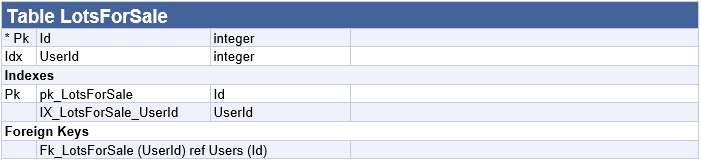 Table LotsForSale
* Pk Id integer
Idx UserId integer
Indexes
Pk pk_LotsForSale Id
IX_LotsForSale_UserId UserId
Foreign Keys
Fk_LotsForSale (UserId) ref Users (Id)